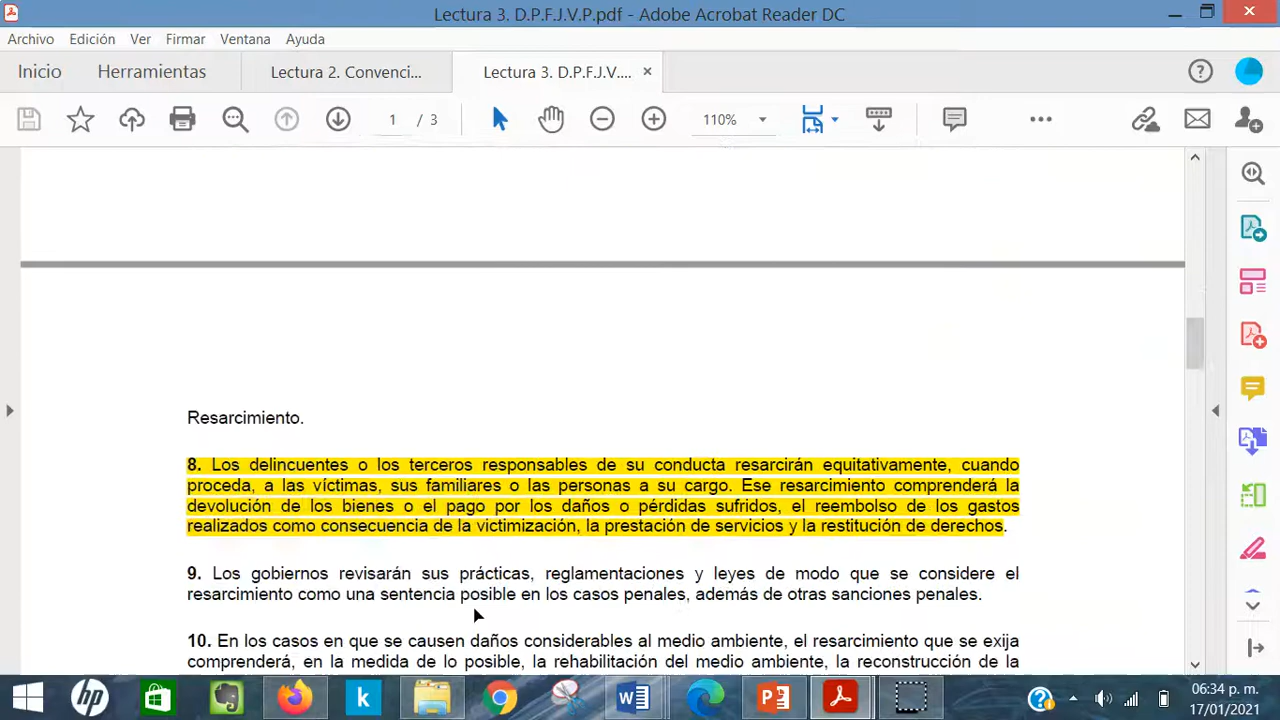 Lectura 3. D.P.F.J.V.P.pdf - Adobe Acrobat Reader DC
Archivo Edición Ver Firmar Ventana Ayuda
Inicio Herramientas Lectura 2. Convenci... Lectura 3. D.P.F.J.V.... ×
1 / 3 110%
Resarcimiento.
8. Los delincuentes o los terceros responsables de su conducta resarcirán equitativamente, cuando
proceda, a las víctimas, sus familiares o las personas a su cargo. Ese resarcimiento comprenderá la
devolución de los bienes o el pago por los daños o pérdidas sufridos, el reembolso de los gastos
realizados como consecuencia de la victimización, la prestación de servicios y la restitución de derechos.
9. Los gobiernos revisarán sus prácticas, reglamentaciones y leyes de modo que se considere el
resarcimiento como una sentencia posible en los casos penales, además de otras sanciones penales.
10. En los casos en que se causen daños considerables al medio ambiente, el resarcimiento que se exija
comprenderá, en la medida de lo posible, la rehabilitación del medio ambiente, la reconstrucción de la
06:34 p. m.
17/01/2021